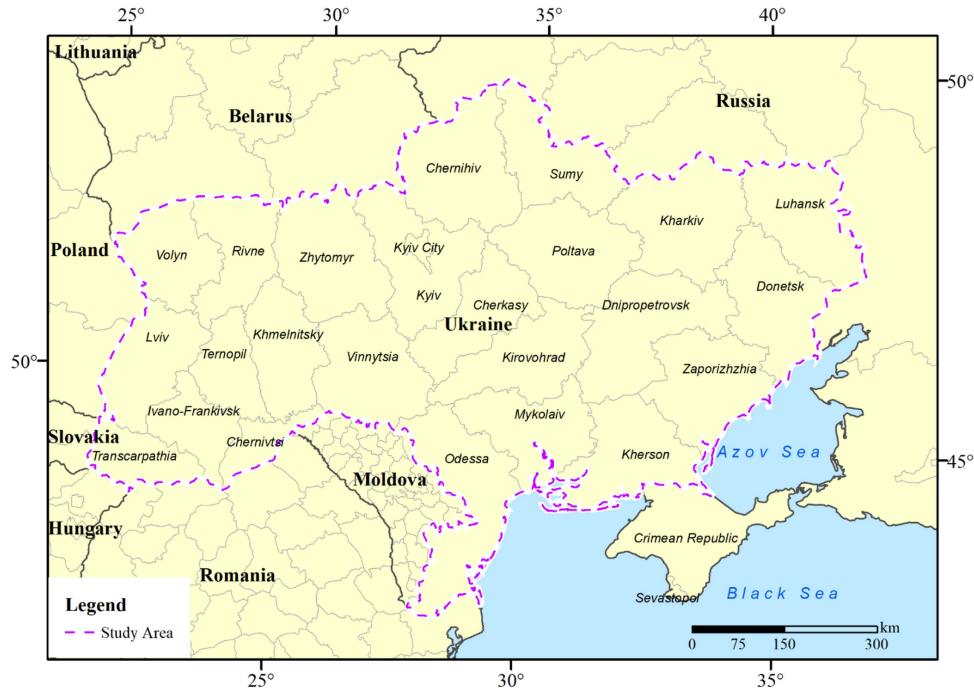 25° 30° 35° 40°
Lithuania
50°
Russia
Belarus
Chernihiv
Sumy
Luhansk
Kharkiv
Poland
Volyn
Rivne
Zhytomyr
Kyiv City
Poltava
Donetsk
Kyiv
Cherkasy
Dnipropetrovsk
Ukraine
Lviv
Ternopil
Khmelnitsky
Vinnytsia
Kirovohrad
50°
Zaporizhzhia
Ivano-Frankivsk
Mykolaiv
Slovakia
Chernivtsi
Transcarpathia
Odessa
Kherson
Azov Sea
45°
Moldova
Hungary
Crimean Republic
Romania
Sevastopol
Black Sea
Legend
Study Area
km
0 75 150 300
25° 30° 35°